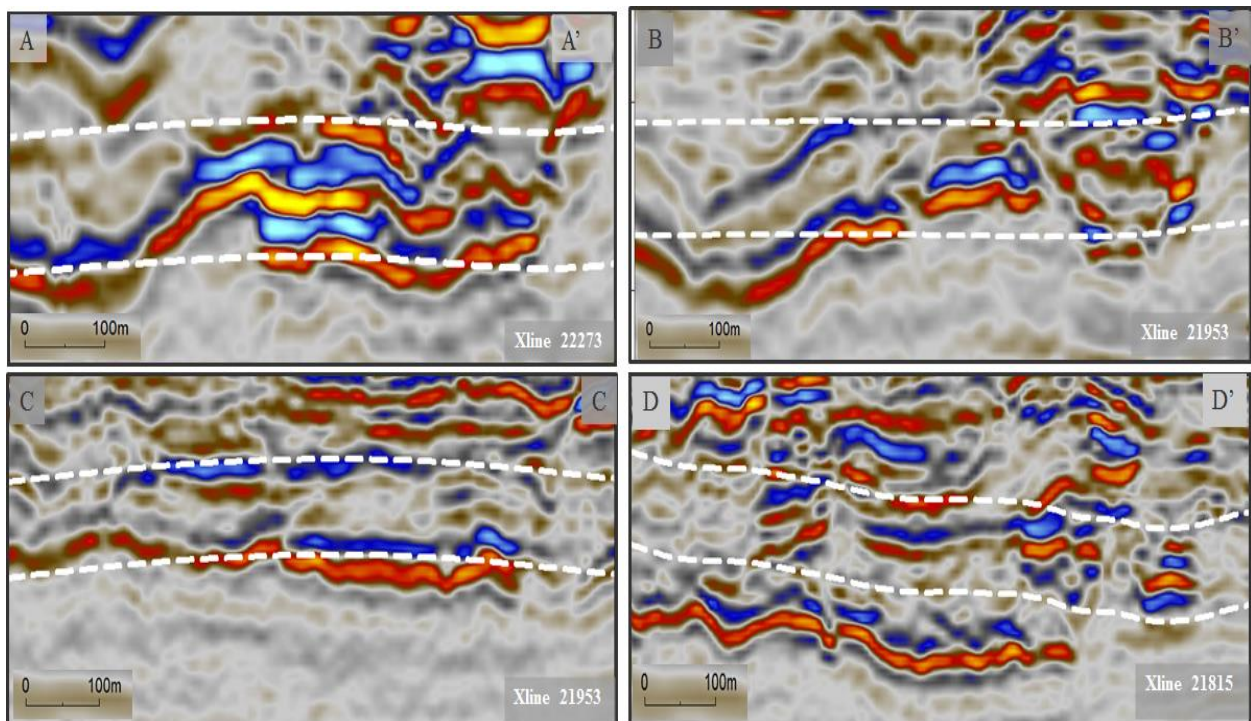 A A'
0 100m
Xline 22273
B B'
0 100m
Xline 21953
C C
0 100m
Xline 21953
D D'
0 100m
Xline 21815